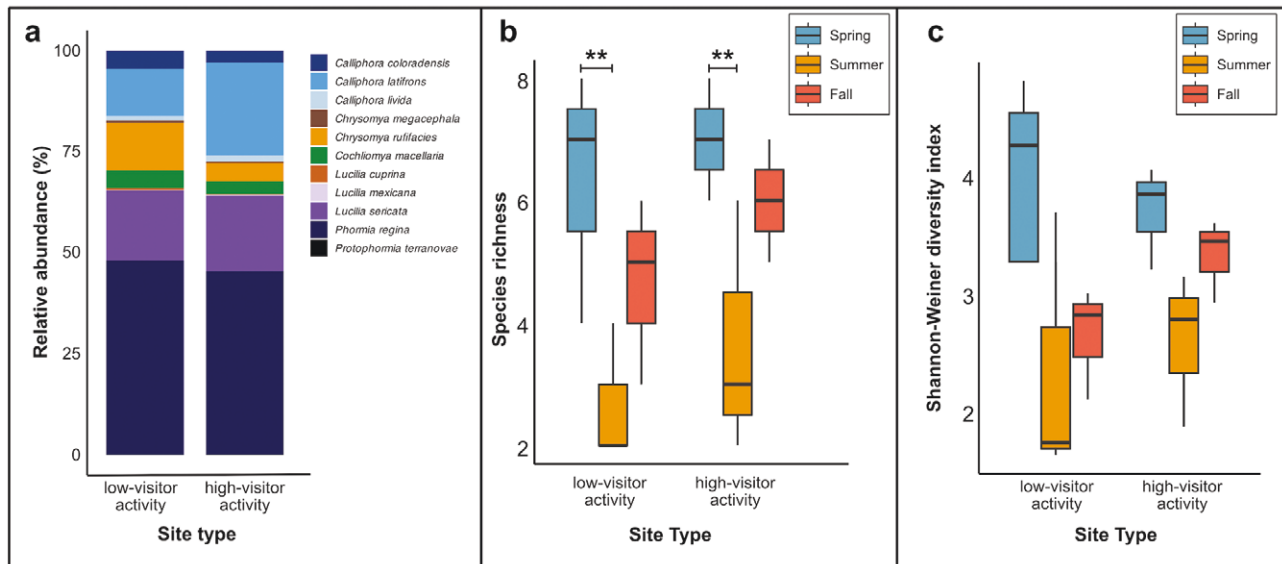 a
100
75
50
25
0
Relative abundance (%)
low-visitor
activity
high-visitor
activity
Site type
Calliphora coloradensis
Calliphora latifrons
Calliphora livida
Chrysomya megacephala
Chrysomya rufifacies
Cochliomya macellaria
Lucilia cuprina
Lucilia mexicana
Lucilia sericata
Phormia regina
Protophormia terranovae
b
Spring
Summer
Fall
**
**
8
6
4
2
Species richness
low-visitor
activity
high-visitor
activity
Site Type
c
Spring
Summer
Fall
4
3
2
Shannon-Weiner diversity index
low-visitor
activity
high-visitor
activity
Site Type